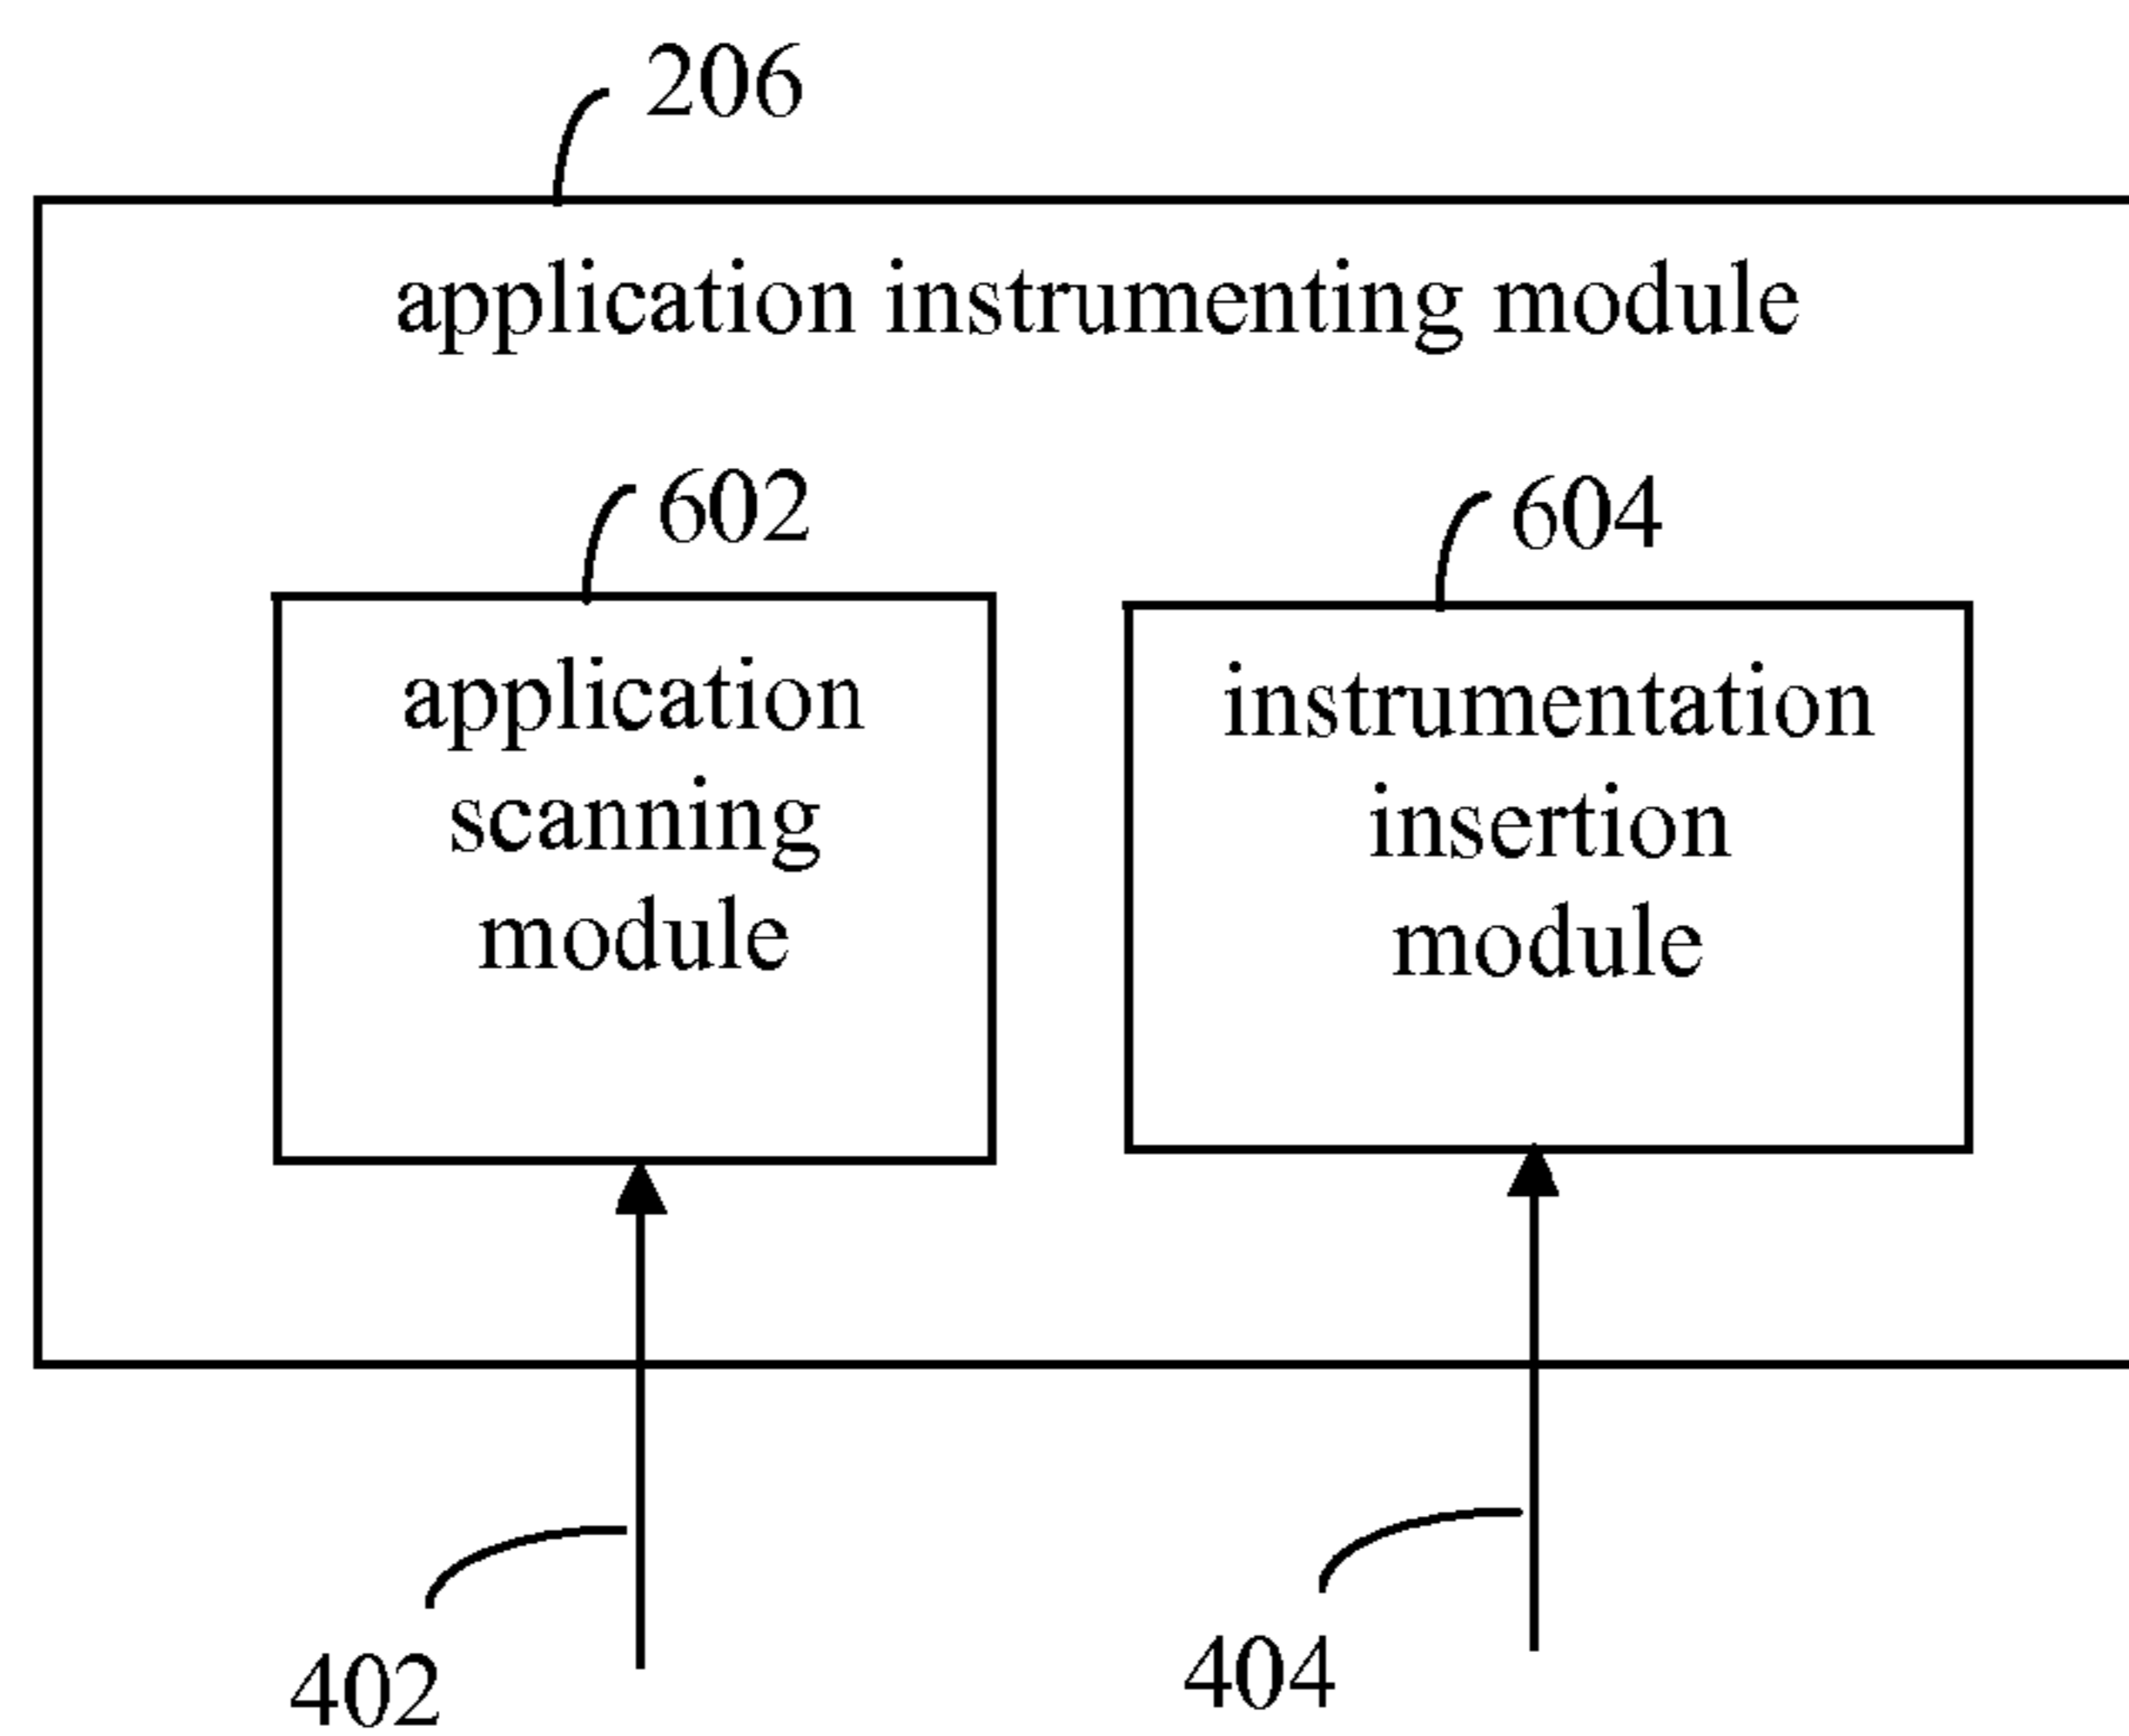 206
application instrumenting module
602
604
application
scanning
module
instrumentation
insertion
module
402
404